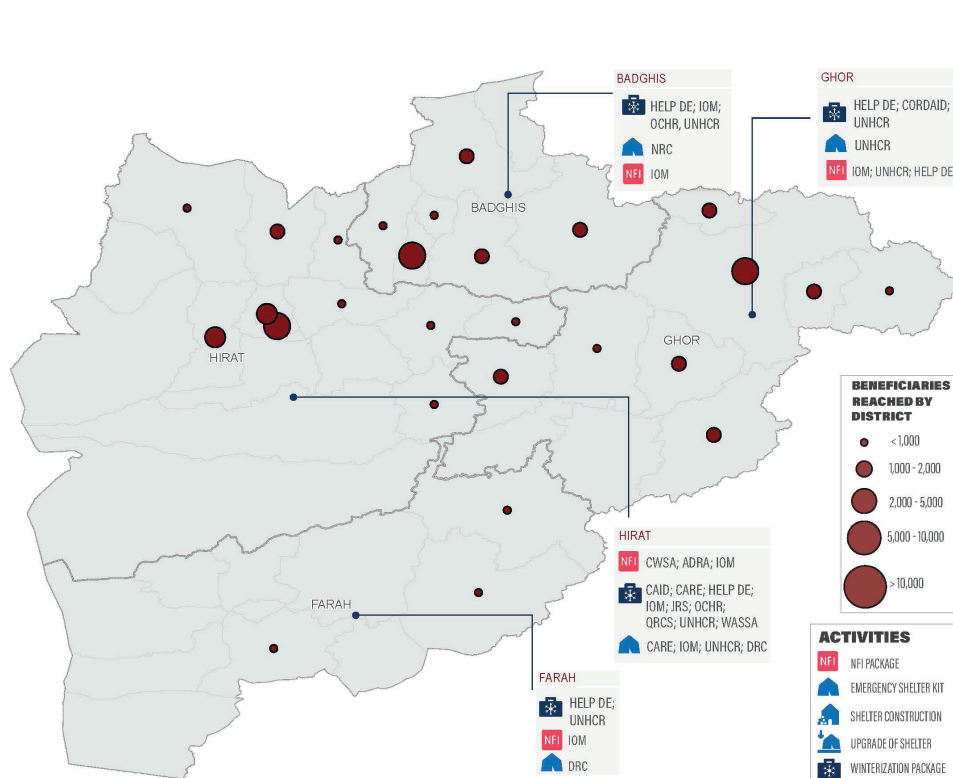 BADGHIS
HELP DE; IOM;
OCHR, UNHCR
NRC
NFI IOM
GHOR
HELP DE; CORDAID;
UNHCR
UNHCR
NFI IOM; UNHCR; HELP DE
BADGHIS
HIRAT
GHOR
FARAH
BENEFICIARIES
REACHED BY
DISTRICT
<1,000
1,000 - 2,000
2,000 - 5,000
5,000 - 10,000
>10,000
HIRAT
NFI CWSA; ADRA; IOM
CAID; CARE; HELP DE;
IOM; JRS; OCHR;
QRCS; UNHCR; WASSA
CARE; IOM; UNHCR; DRC
FARAH
HELP DE;
UNHCR
NFI IOM
DRC
ACTIVITIES
NFI NFI PACKAGE
EMERGENCY SHELTER KIT
SHELTER CONSTRUCTION
UPGRADE OF SHELTER
WINTERIZATION PACKAGE